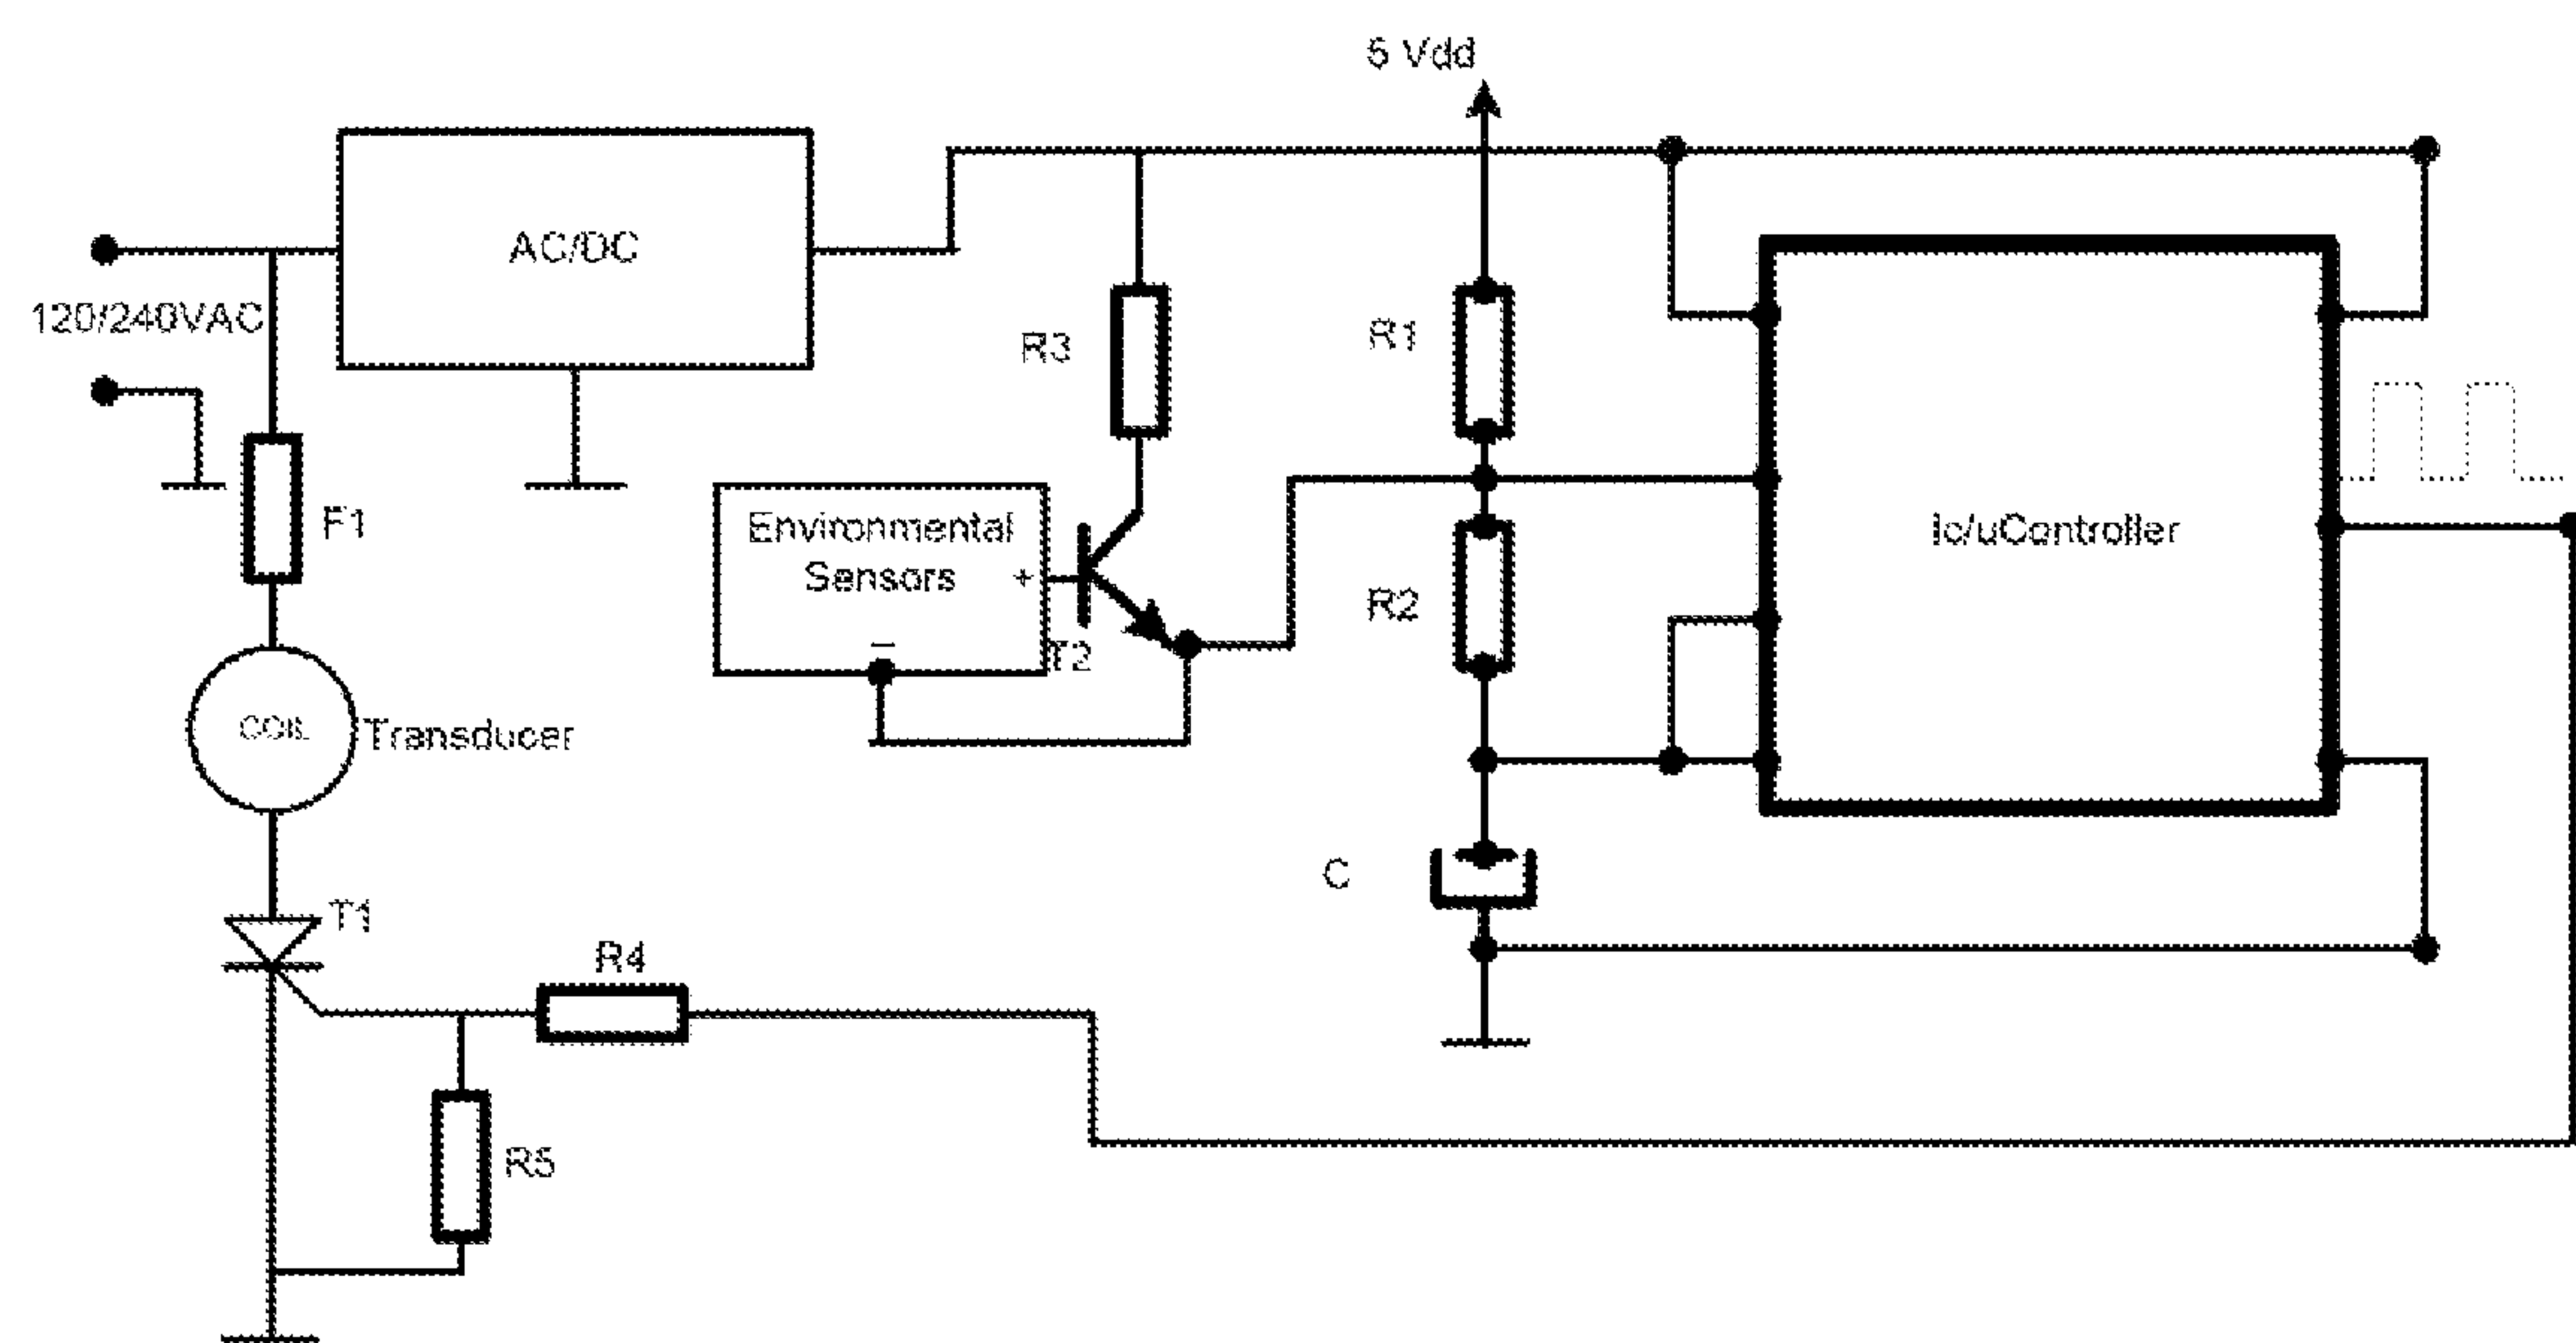 5 Vdd
AC/DC
120/240VAC
R3
R1
F1
Environmental
Sensors
+
−
T2
R2
Ic/uController
COIL
Transducer
C
T1
R4
R5